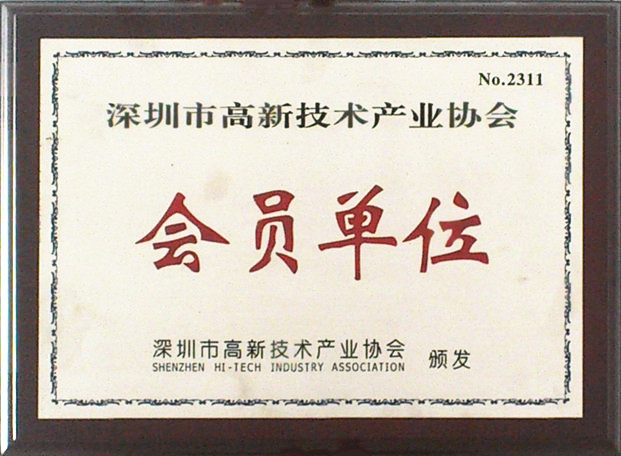 No.2311
深圳市高新技术产业协会
会员单位
深圳市高新技术产业协会 颁发
SHENZHEN HI-TECH INDUSTRY ASSOCIATION